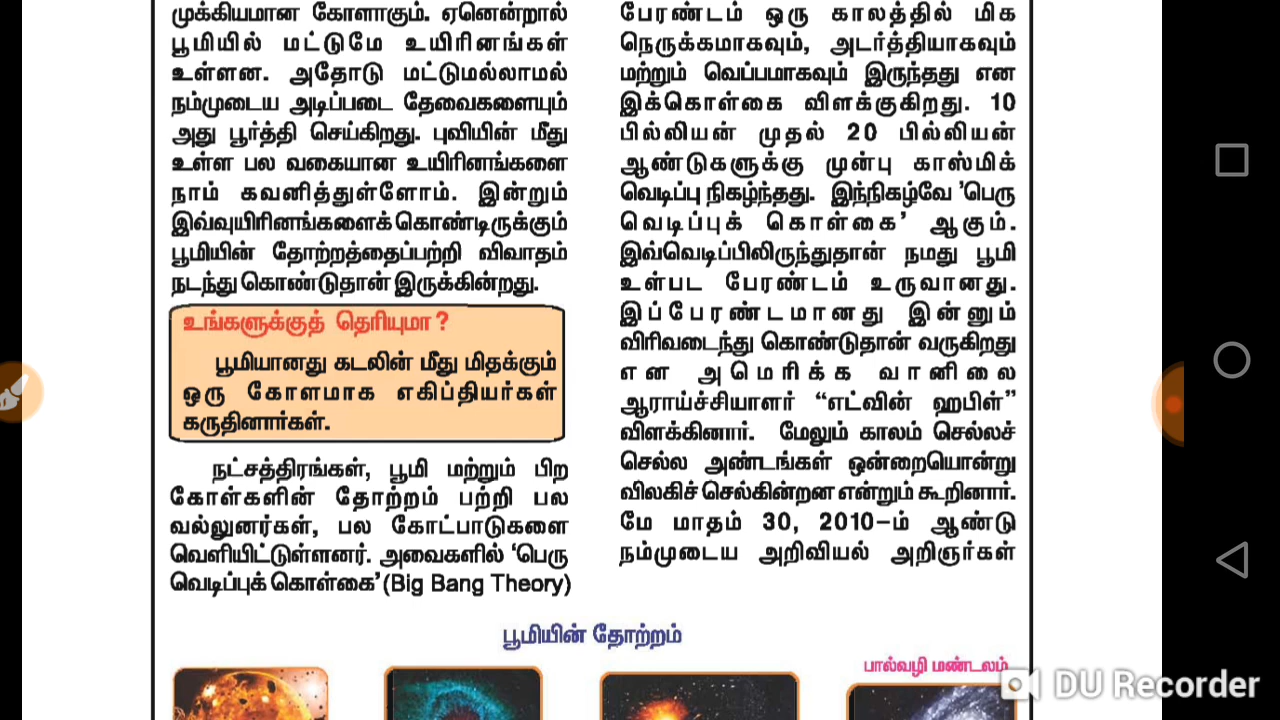 முக்கியமான கோளாகும். ஏனென்றால்
பூமியில் மட்டுமே உயிரினங்கள்
உள்ளன. அதோடு மட்டுமல்லாமல்
நம்முடைய அடிப்படை தேவைகளையும்
அது பூர்த்தி செய்கிறது. புவியின் மீது
உள்ள பல வகையான உயிரினங்களை
நாம் கவனித்துள்ளோம். இன்றும்
இவ்வுயிரினங்களைக் கொண்டிருக்கும்
பூமியின் தோற்றத்தைப்பற்றி விவாதம்
நடந்து கொண்டுதான் இருக்கின்றது.
உங்களுக்குத் தெரியுமா?
பூமியானது கடலின் மீது மிதக்கும்
ஒரு கோளமாக எகிப்தியர்கள்
கருதினார்கள்.
நட்சத்திரங்கள், பூமி மற்றும் பிற
கோள்களின் தோற்றம் பற்றி பல
வல்லுனர்கள், பல கோட்பாடுகளை
வெளியிட்டுள்ளனர். அவைகளில் 'பெரு
வெடிப்புக் கொள்கை' (Big Bang Theory)
பேரண்டம் ஒரு காலத்தில் மிக
நெருக்கமாகவும், அடர்த்தியாகவும்
மற்றும் வெப்பமாகவும் இருந்தது என
இக்கொள்கை விளக்குகிறது. 10
பில்லியன் முதல் 20 பில்லியன்
ஆண்டுகளுக்கு முன்பு காஸ்மிக்
வெடிப்பு நிகழ்ந்தது. இந்நிகழ்வே 'பெரு
வெடிப்புக் கொள்கை' ஆகும்.
இவ்வெடிப்பிலிருந்துதான் நமது பூமி
உள்பட பேரண்டம் உருவானது.
இப்பேரண்டமானது இன்னும்
விரிவடைந்து கொண்டுதான் வருகிறது
என அமெரிக்க வானிலை
ஆராய்ச்சியாளர் “எட்வின் ஹபிள்”
விளக்கினார். மேலும் காலம் செல்லச்
செல்ல அண்டங்கள் ஒன்றையொன்று
விலகிச் செல்கின்றன என்றும் கூறினார்.
மே மாதம் 30, 2010–ம் ஆண்டு
நம்முடைய அறிவியல் அறிஞர்கள்
பூமியின் தோற்றம்
பால்வழி மண்டலம்
DU Recorder